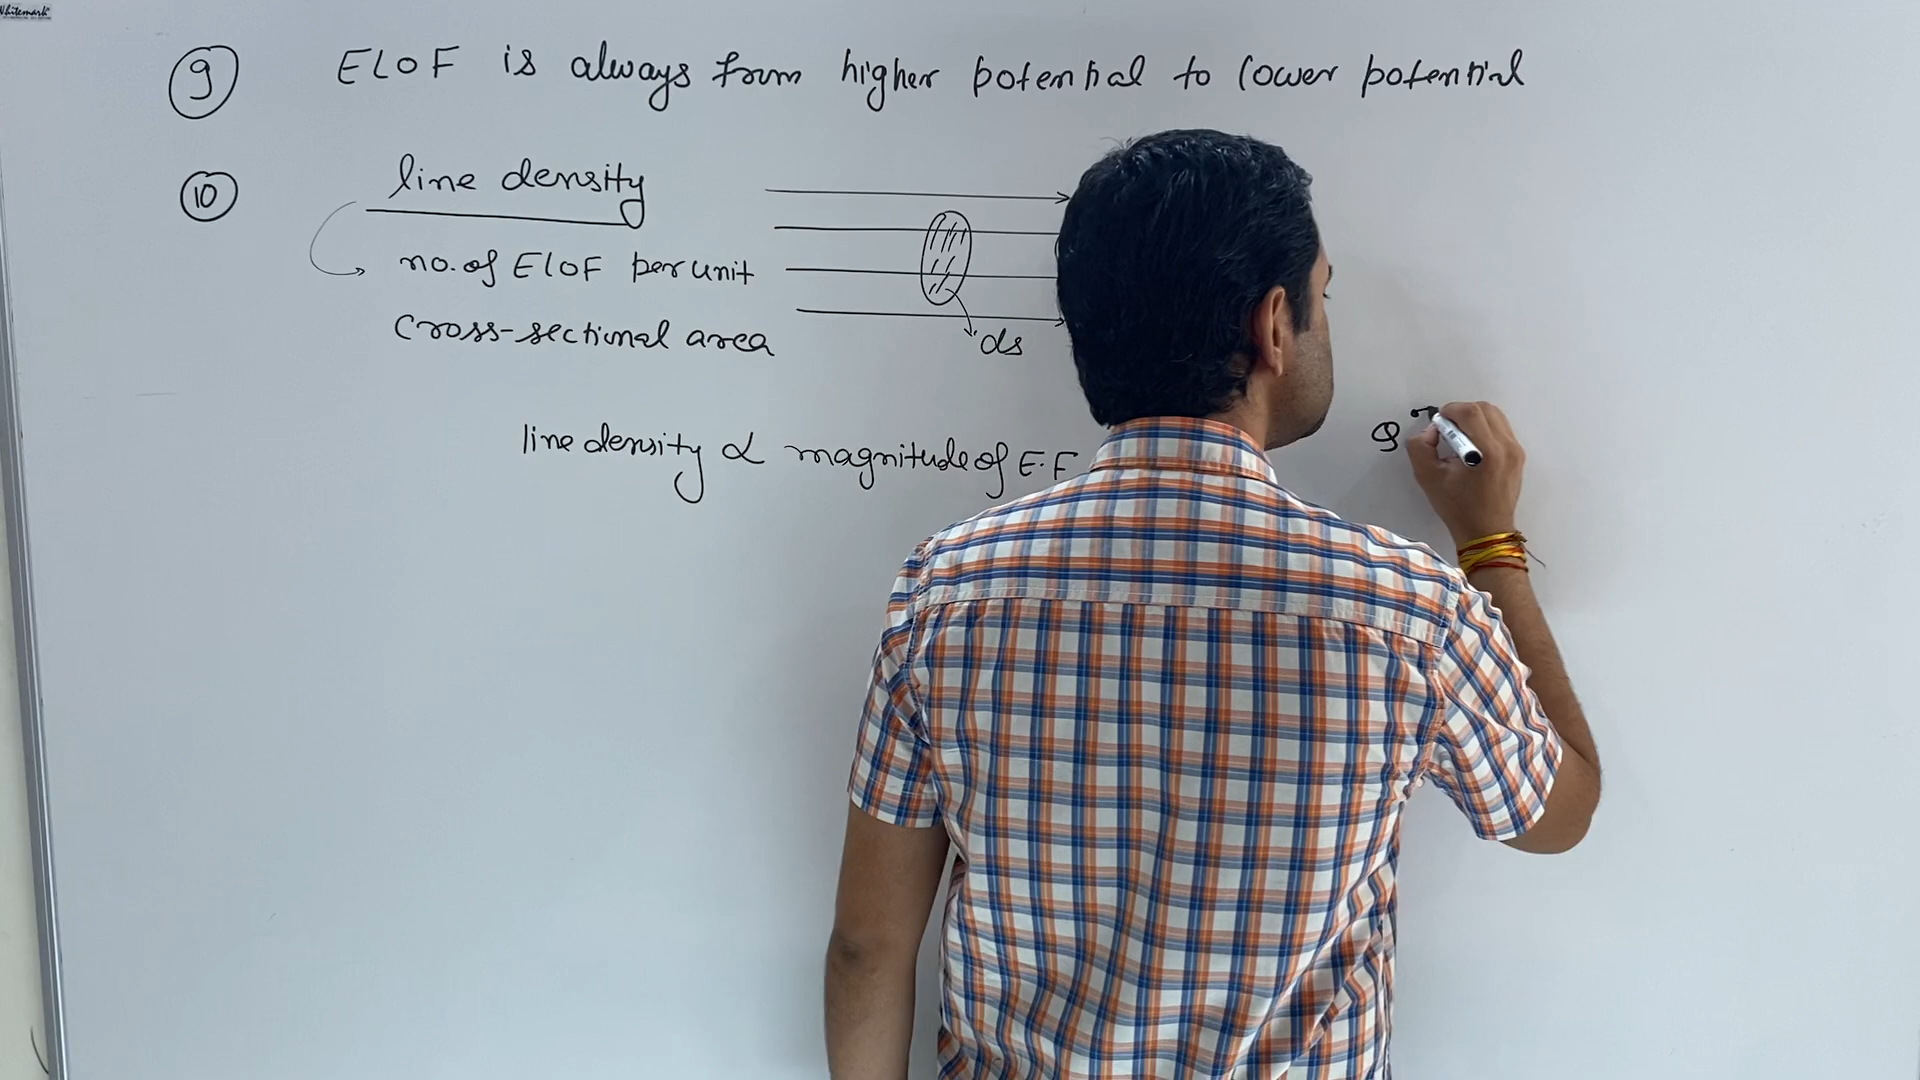 Whitemark
9 ELOF is always from higher potential to lower potential
10 line density
no. of ELOF per unit
cross-sectional area
ds
line density ∝ magnitude of E.F
Q